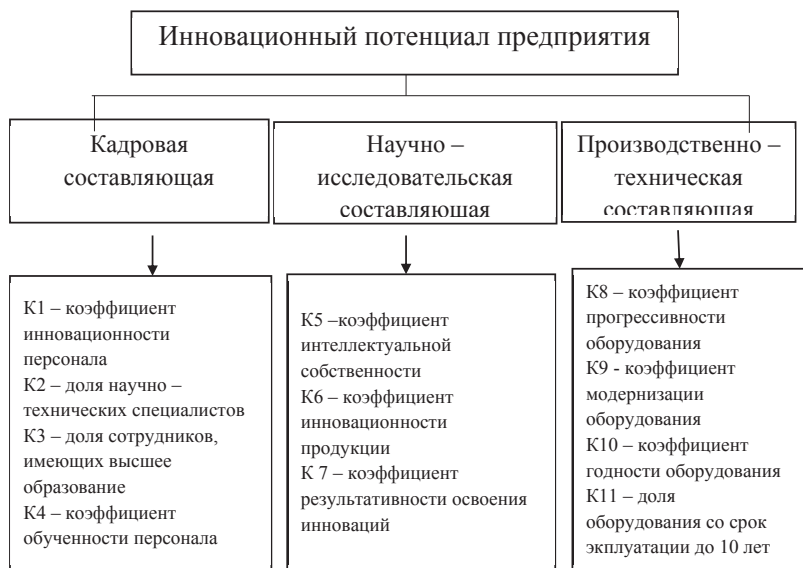 Инновационный потенциал предприятия
Кадровая
составляющая
Научно –
исследовательская
составляюшая
Производственно –
техническая
составляющая
К1 – коэффициент
инновационности
персонала
К2 – доля научно –
технических специалистов
К3 – доля сотрудников,
имеющих высшее
образование
К4 – коэффициент
обученности персонала
К5 –коэффициент
интеллектуальной
собственности
К6 – коэффициент
инновационности
продукции
К 7 – коэффициент
результативности освоения
инноваций
К8 – коэффициент
прогрессивности
оборудования
К9 - коэффициент
модернизации
оборудования
К10 – коэффициент
годности оборудования
К11 – доля
оборудования со срок
экплуатации до 10 лет